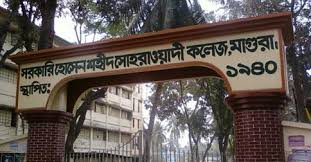 সরকারি হোসেন শহীদ সোহরাওয়ার্দী কলেজ, মাগুরা।
স্থাপিত: ১৯৪০